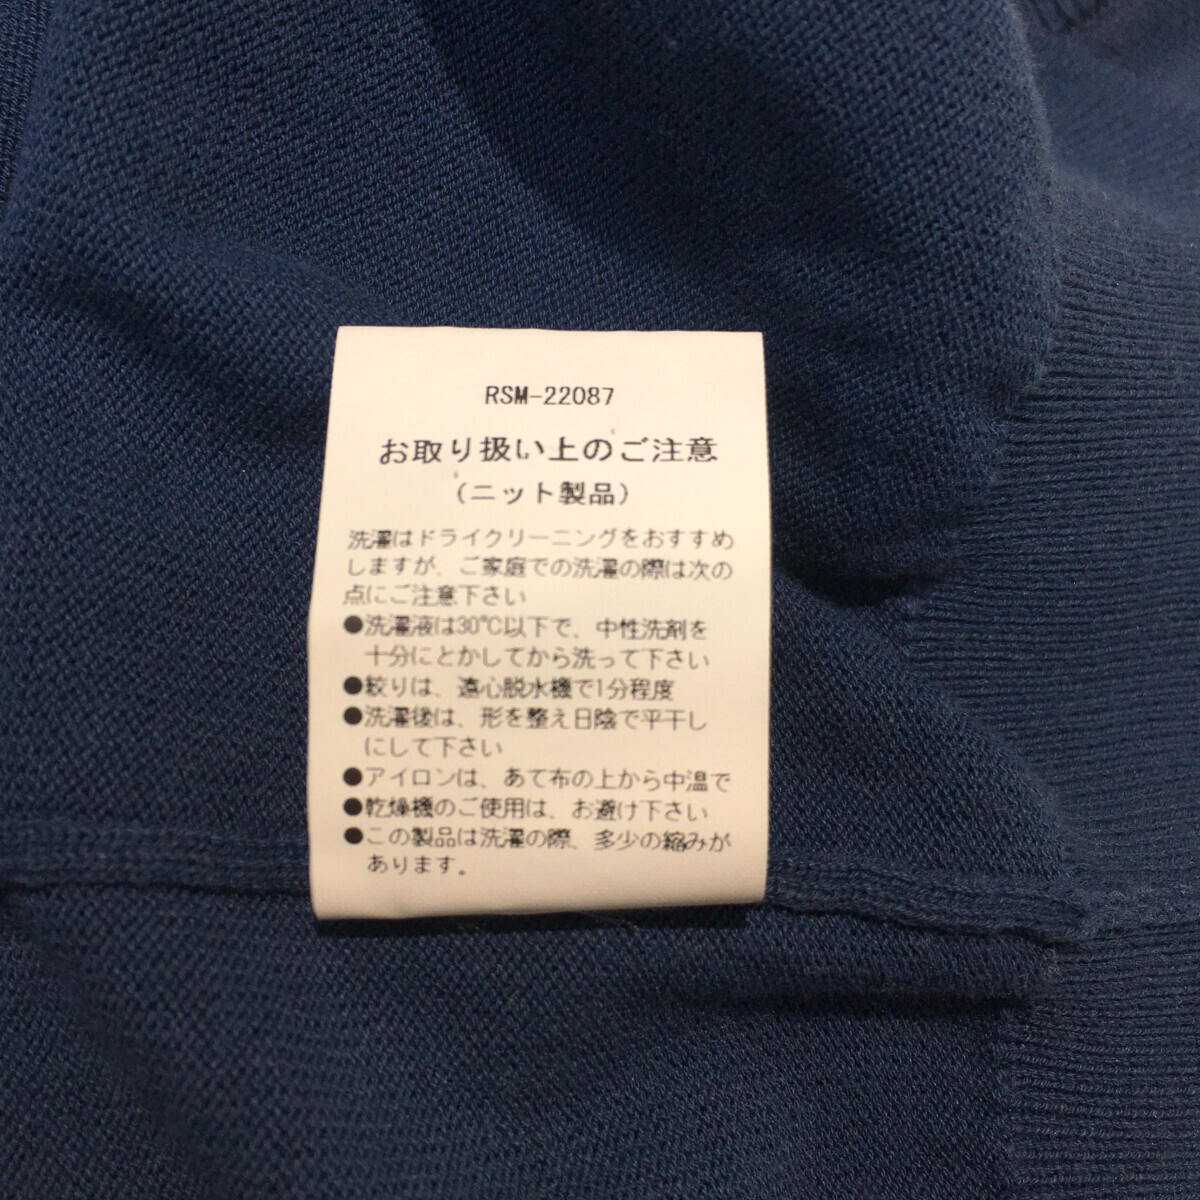 RSM-22087
お取り扱い上のご注意
(ニット製品)
洗濯はドライクリーニングをおすすめ
しますが、ご家庭での洗濯の際は次の
点にご注意下さい
●洗濯液は30℃以下で、中性洗剤を
十分にとかしてから洗って下さい
●絞りは、遠心脱水機で1分程度
●洗濯後は、形を整え日陰で平干し
にして下さい
●アイロンは、あて布の上から中温で
●乾燥機のご使用は、お避け下さい
●この製品は洗濯の際、多少の縮みが
あります。